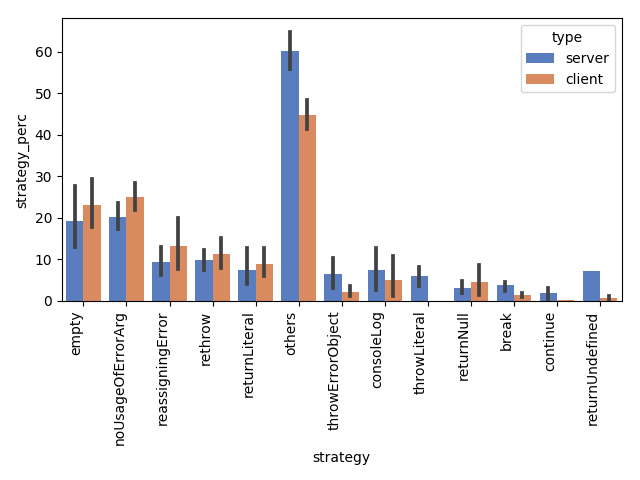 type
server
client
strategy_perc
60
50
40
30
20
10
0
empty
noUsageOfErrorArg
reassigningError
rethrow
returnLiteral
others
throwErrorObject
consoleLog
throwLiteral
returnNull
break
continue
returnUndefined
strategy